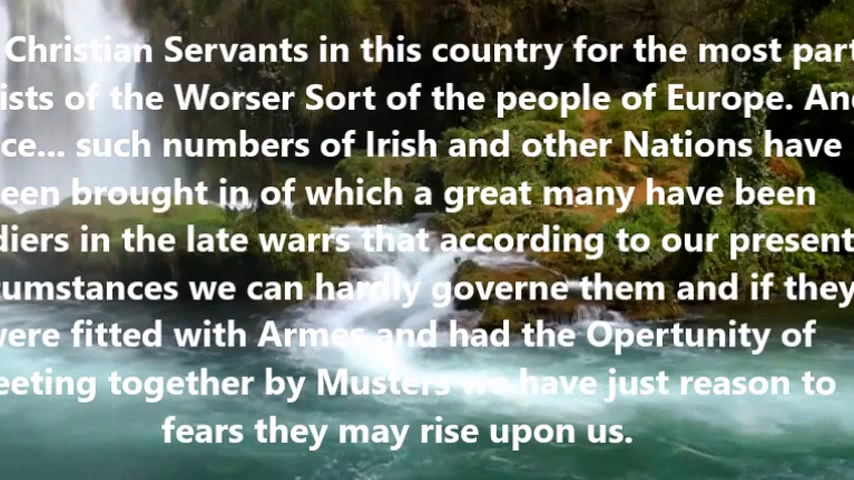 Christian Servants in this country for the most part
ists of the Worser Sort of the people of Europe. And
ce... such numbers of Irish and other Nations have
een brought in of which a great many have been
diers in the late warrs that according to our present
umstances we can hardly governe them and if they
were fitted with Armes and had the Opertunity of
eeting together by Musters we have just reason to
fears they may rise upon us.